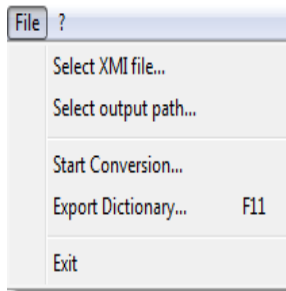 File ?
Select XMI file...
Select output path...
Start Conversion...
Export Dictionary... F11
Exit